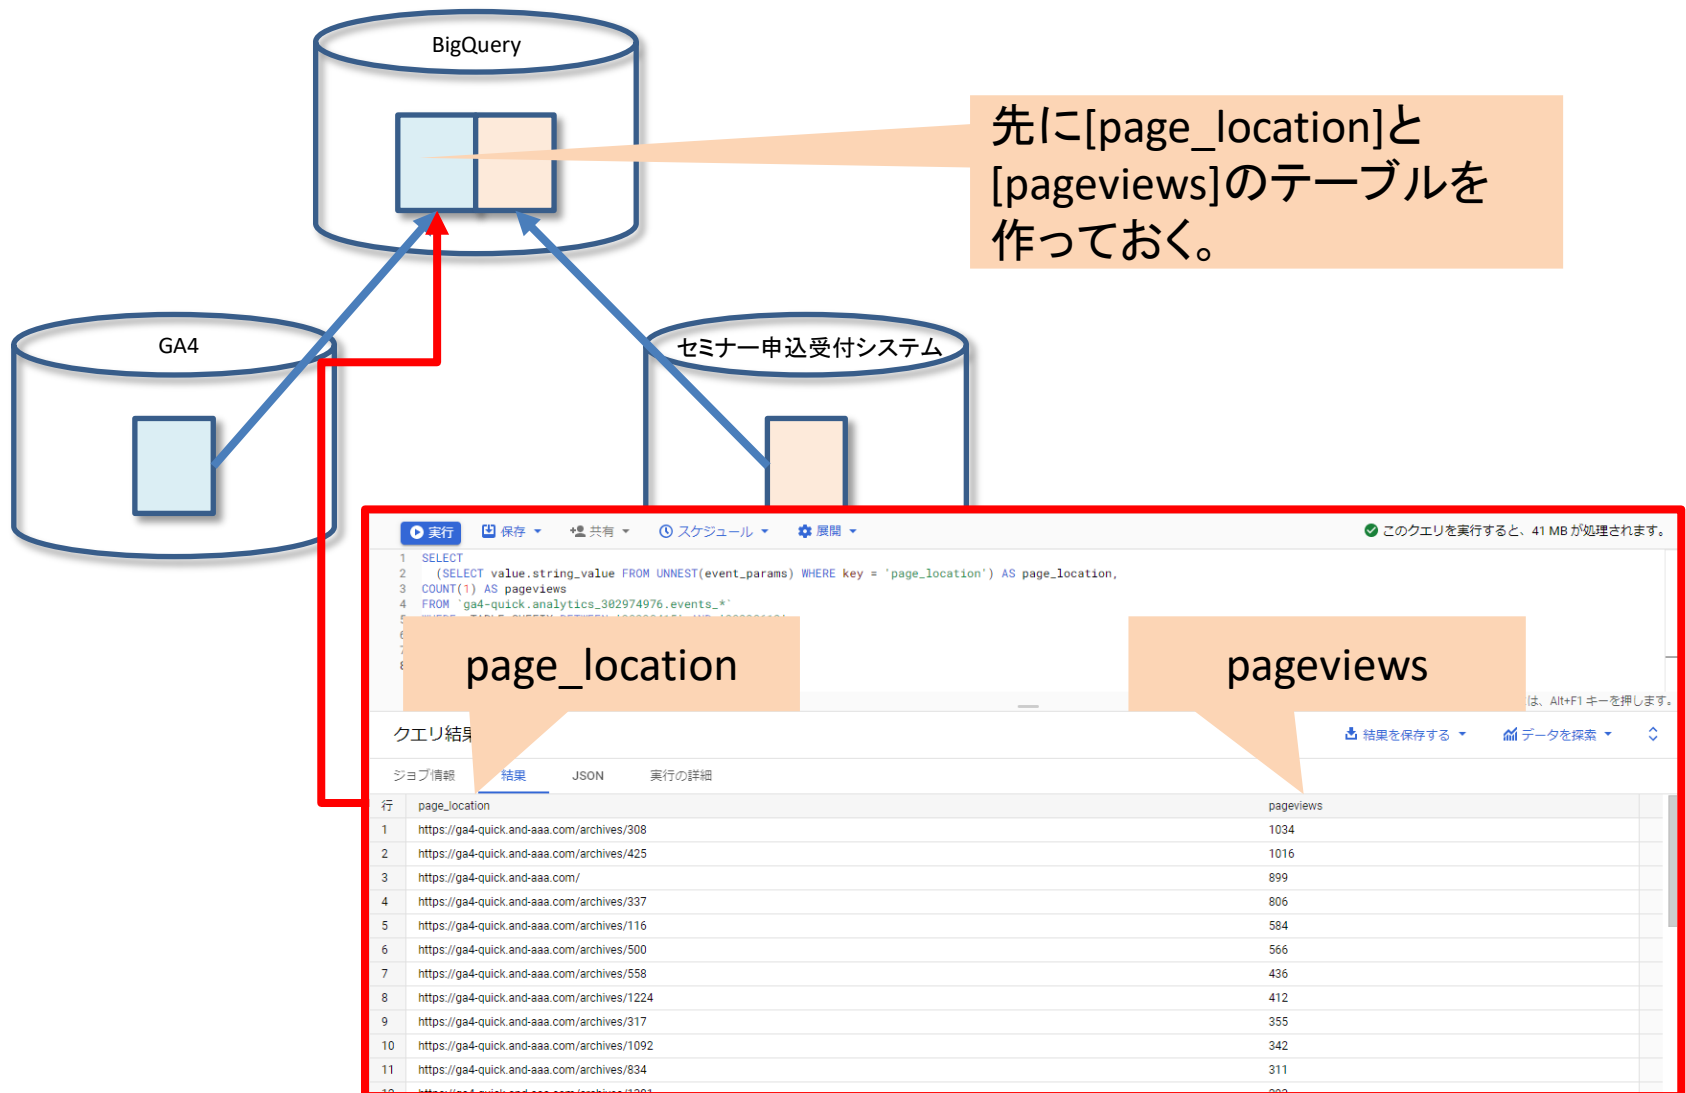 BigQuery
先に[page_location]と
[pageviews]のテーブルを
作っておく。
GA4
セミナー申込受付システム
実行 保存 共有 スケジュール 展開 このクエリを実行すると、41 MB が処理されます。
1 SELECT
2 (SELECT value.string_value FROM UNNEST(event_params) WHERE key = 'page_location') AS page_location,
3 COUNT(1) AS pageviews
4 FROM `ga4-quick.analytics_302974976.events_*`
page_location
pageviews
は、Alt+F1 キーを押します。
クエリ結果
結果を保存する データを探索
ジョブ情報 結果 JSON 実行の詳細
行 page_location pageviews
1 https://ga4-quick.and-aaa.com/archives/308 1034
2 https://ga4-quick.and-aaa.com/archives/425 1016
3 https://ga4-quick.and-aaa.com/ 899
4 https://ga4-quick.and-aaa.com/archives/337 806
5 https://ga4-quick.and-aaa.com/archives/116 584
6 https://ga4-quick.and-aaa.com/archives/500 566
7 https://ga4-quick.and-aaa.com/archives/558 436
8 https://ga4-quick.and-aaa.com/archives/1224 412
9 https://ga4-quick.and-aaa.com/archives/317 355
10 https://ga4-quick.and-aaa.com/archives/1092 342
11 https://ga4-quick.and-aaa.com/archives/834 311